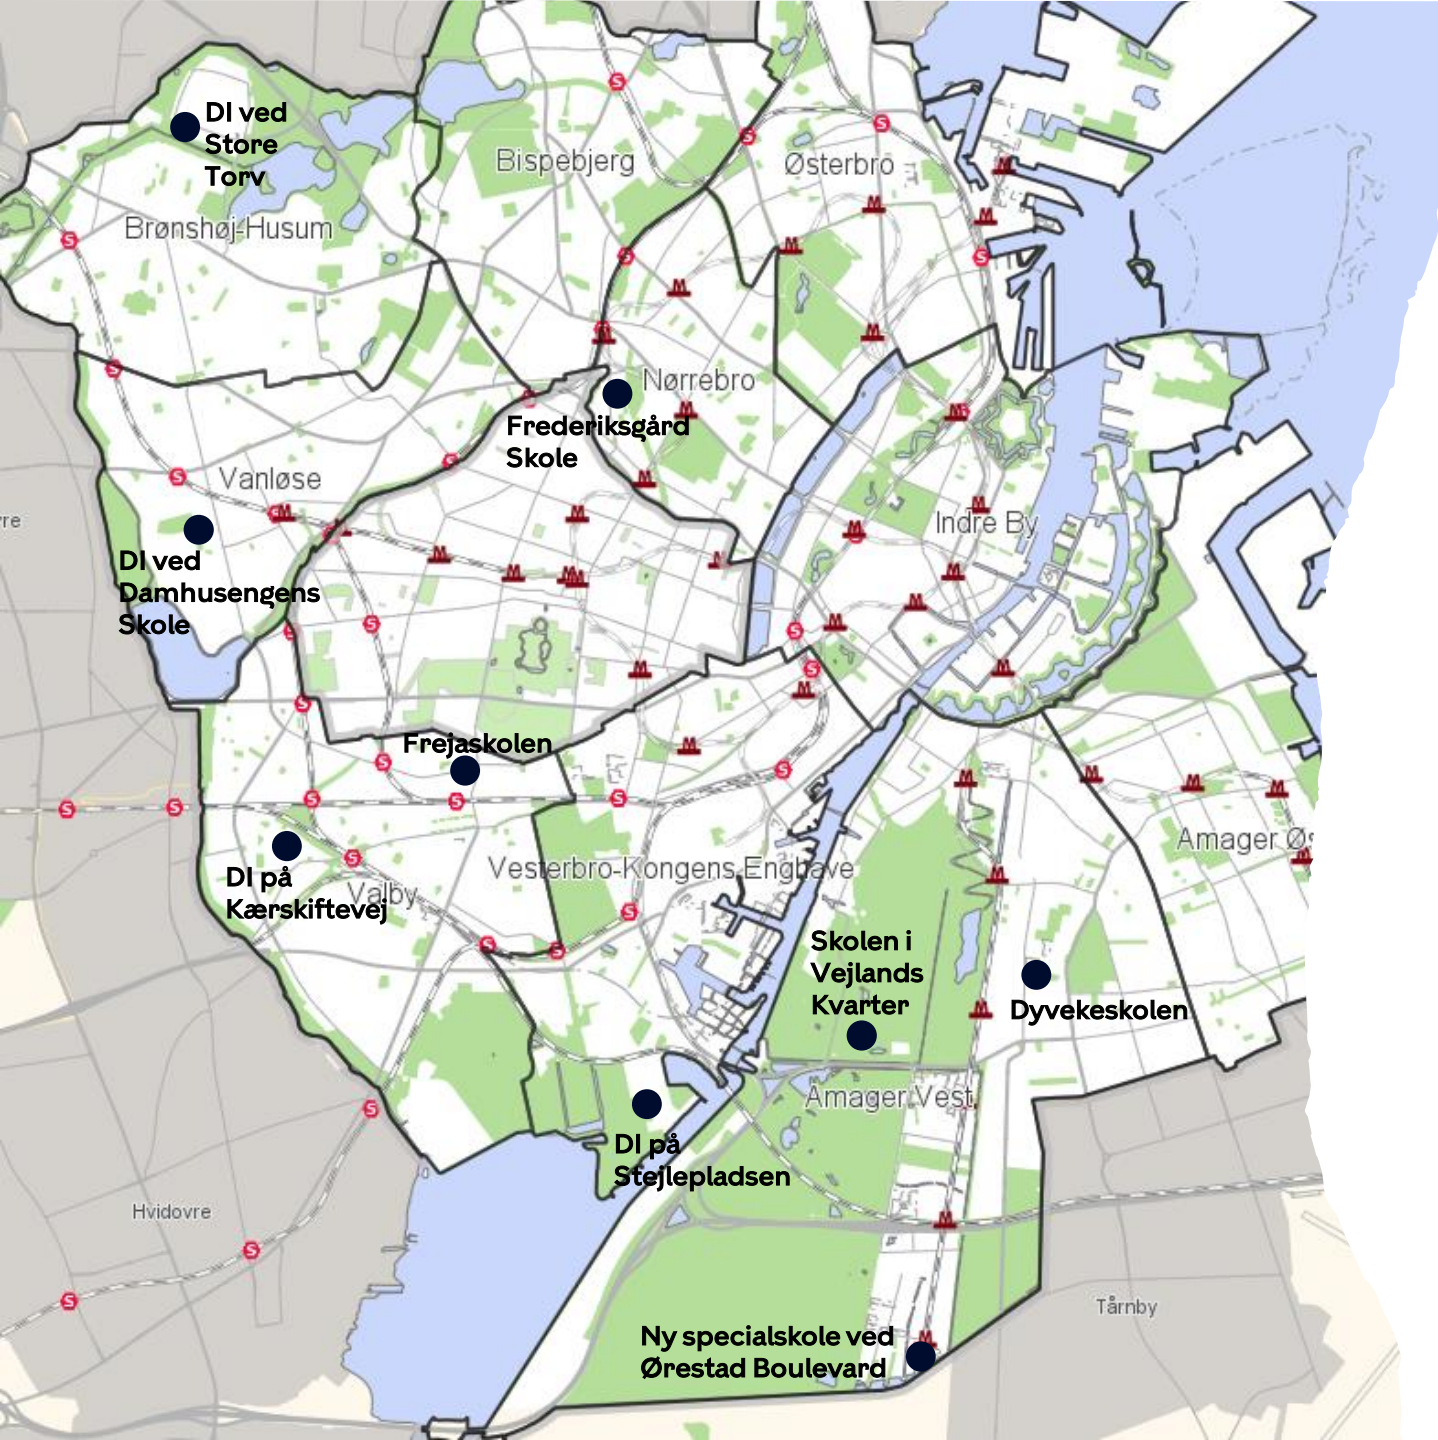 DI ved
Store
Torv
Bispebjerg
Østerbro
Brønshøj-Husum
Nørrebro
Frederiksgård
Skole
Vanløse
Indre By
DI ved
Damhusengens
Skole
Frejaskolen
Amager Øs
Vesterbro-Kongens Enghave
DI på
Kærskiftevej
Valby
Skolen i
Vejlands
Kvarter
Dyvekeskolen
Amager Vest
DI på
Stejlepladsen
Hvidovre
Tårnby
Ny specialskole ved
Ørestad Boulevard